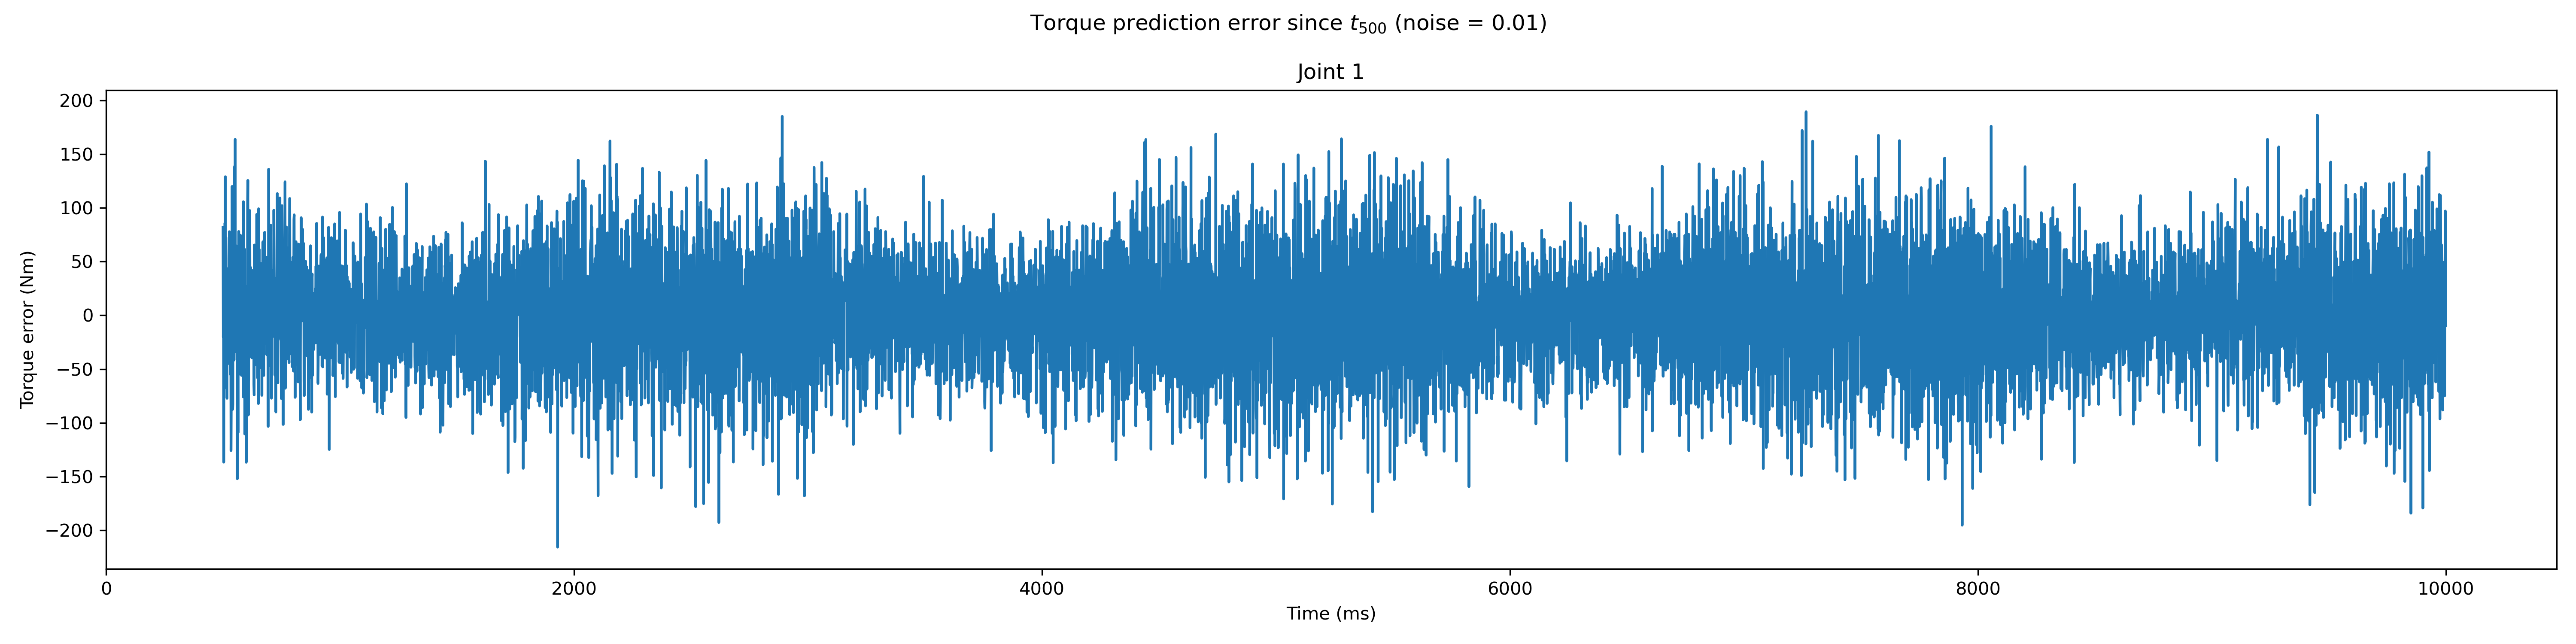 Torque prediction error since t₅₀₀ (noise = 0.01)
Joint 1
200
150
100
50
0
−50
−100
−150
−200
Torque error (Nm)
0 2000 4000 6000 8000 10000
Time (ms)